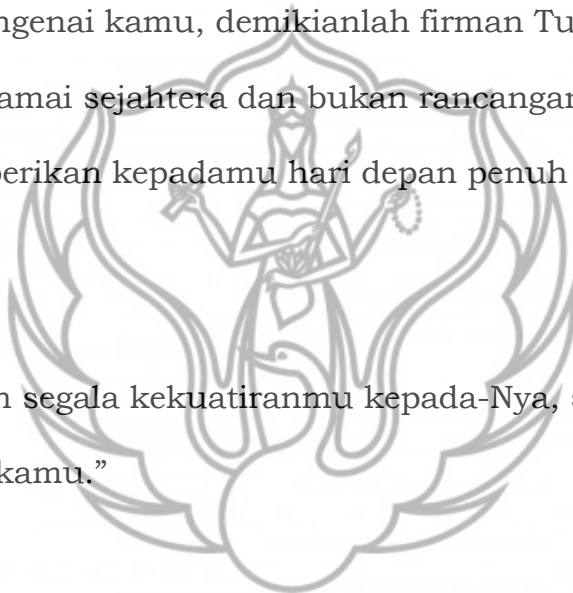 ngenai kamu, demikianlah firman Tu
amai sejahtera dan bukan rancangan
berikan kepadamu hari depan penuh
n segala kekuatiranmu kepada-Nya, s
kamu.”